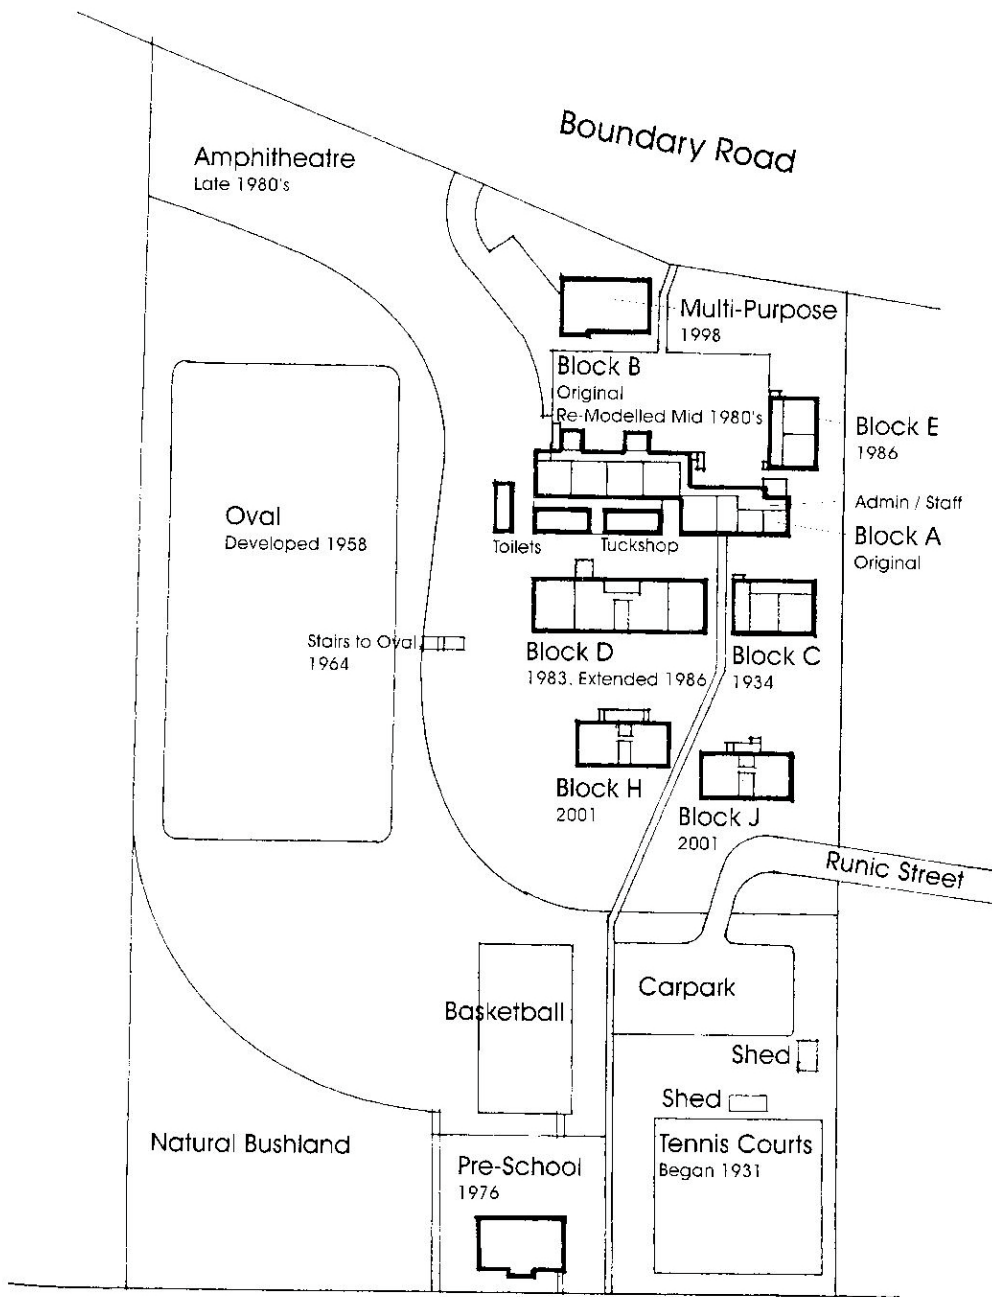 Boundary Road
Amphitheatre
Late 1980's
Multi-Purpose
1998
Block B
Original
Re-Modelled Mid 1980's
Block E
1986
Admin / Staff
Block A
Original
Oval
Developed 1958
Toilets
Tuckshop
Stairs to Oval
1964
Block D
1983. Extended 1986
Block C
1934
Block H
2001
Block J
2001
Runic Street
Carpark
Basketball
Shed
Shed
Natural Bushland
Pre-School
1976
Tennis Courts
Began 1931